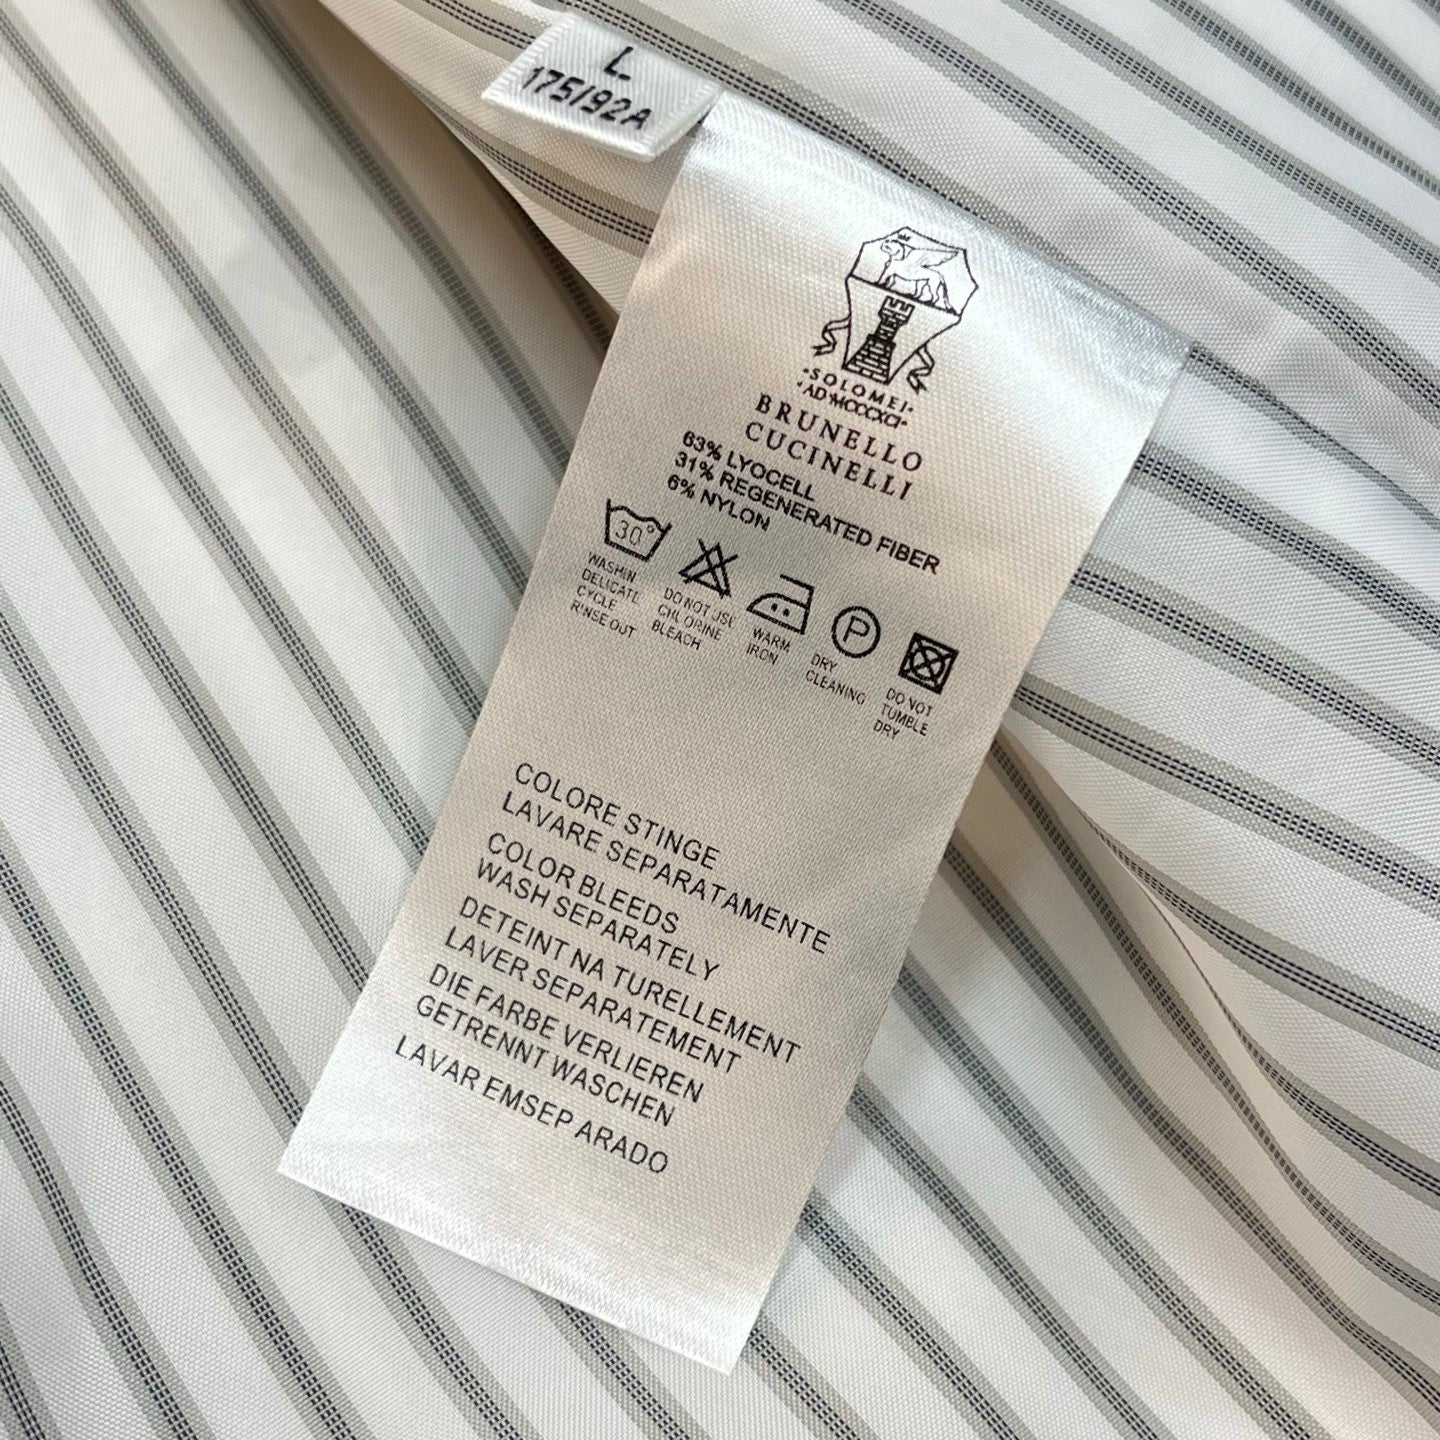 L
175/92A
·SOLOMEI·
·AD·MCCCXCI·
BRUNELLO
CUCINELLI
63% LYOCELL
31% REGENERATED FIBER
6% NYLON
30°
WASHIN
DELICATE
CYCLE
RINSE OUT
DO NOT USE
CHLORINE
BLEACH
WARM
IRON
P
DRY
CLEANING
DO NOT
TUMBLE
DRY
COLORE STINGE
LAVARE SEPARATAMENTE
COLOR BLEEDS
WASH SEPARATELY
DETEINT NA TURELLEMENT
LAVER SEPARATEMENT
DIE FARBE VERLIEREN
GETRENNT WASCHEN
LAVAR EMSEP ARADO